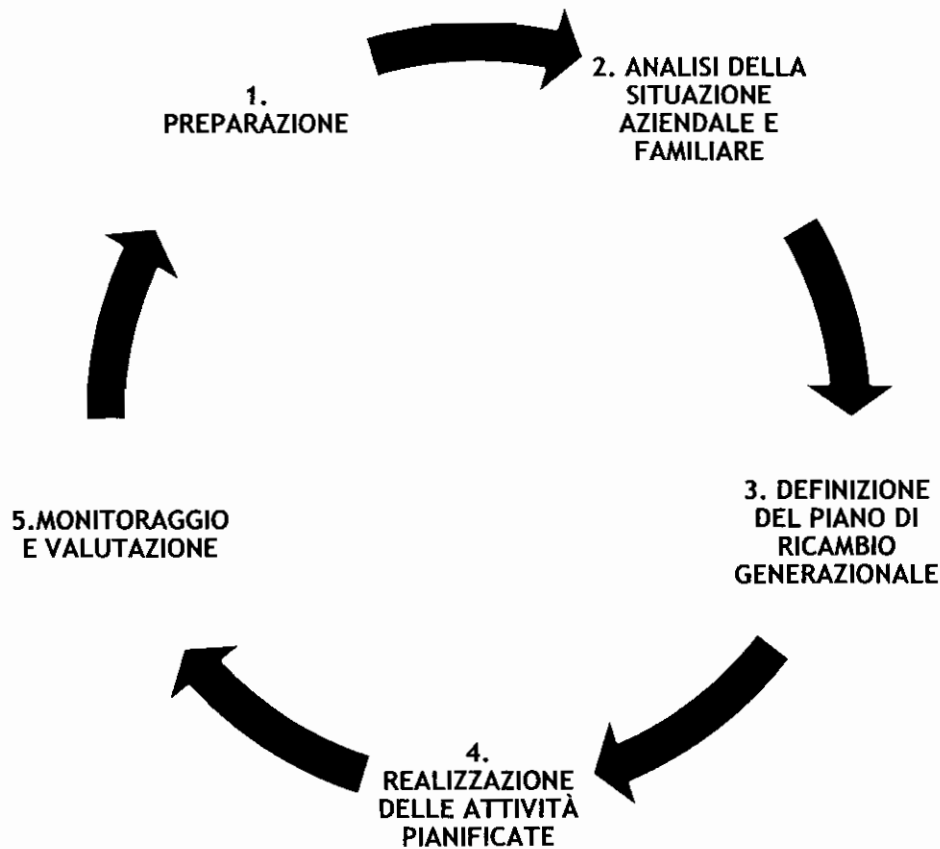 1.
PREPARAZIONE
2. ANALISI DELLA
SITUAZIONE
AZIENDALE E
FAMILIARE
3. DEFINIZIONE
DEL PIANO DI
RICAMBIO
GENERAZIONALE
4.
REALIZZAZIONE
DELLE ATTIVITÀ
PIANIFICATE
5.MONITORAGGIO
E VALUTAZIONE